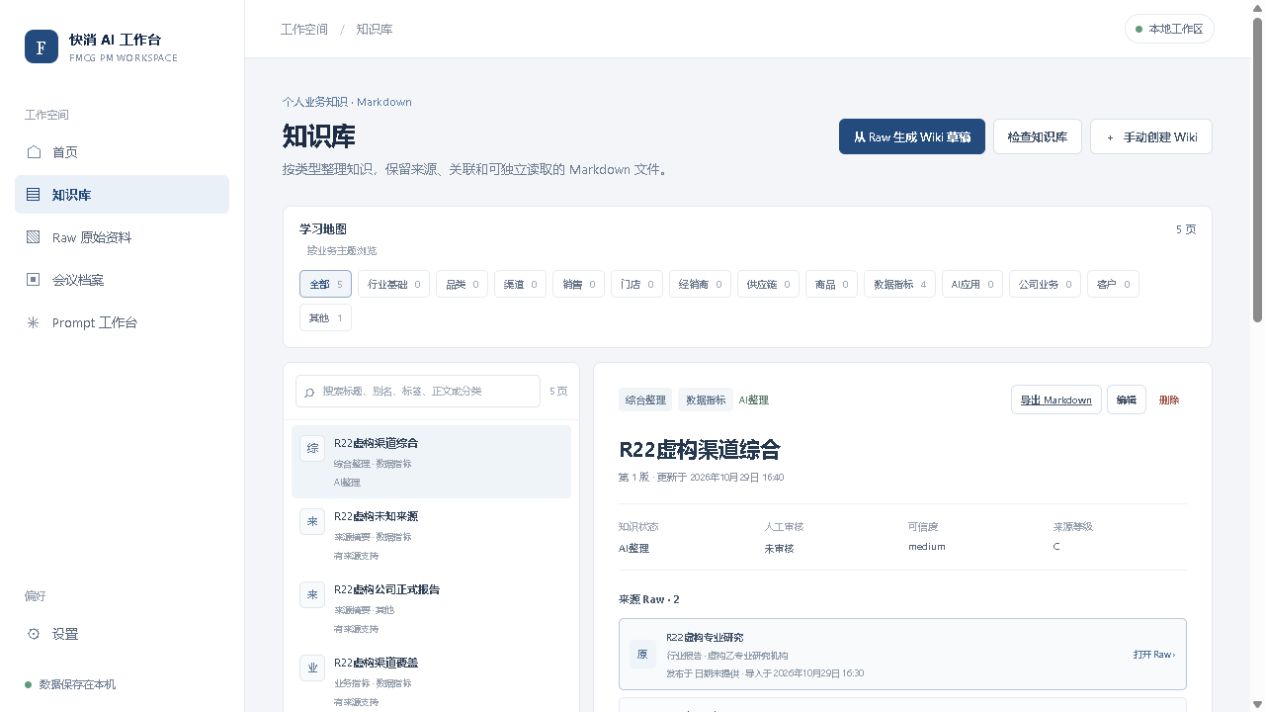 F
快消 AI 工作台
FMCG PM WORKSPACE
工作空间
首页
知识库
Raw 原始资料
会议档案
Prompt 工作台
偏好
设置
数据保存在本机
工作空间 / 知识库
本地工作区
个人业务知识 · Markdown
知识库
按类型整理知识，保留来源、关联和可独立读取的 Markdown 文件。
从 Raw 生成 Wiki 草稿
检查知识库
+ 手动创建 Wiki
学习地图
5 页
按业务主题浏览
全部 5
行业基础 0
品类 0
渠道 0
销售 0
门店 0
经销商 0
供应链 0
商品 0
数据指标 4
AI应用 0
公司业务 0
客户 0
其他 1
搜索标题、别名、标签、正文或分类
5 页
综
R22虚构渠道综合
综合整理 · 数据指标
AI整理
来
R22虚构未知来源
来源摘要 · 数据指标
有来源支持
来
R22虚构公司正式报告
来源摘要 · 其他
有来源支持
业
R22虚构渠道覆盖
业务指标 · 数据指标
有来源支持
综合整理
数据指标
AI整理
导出 Markdown
编辑
删除
R22虚构渠道综合
第 1 版 · 更新于 2026年10月29日 16:40
知识状态
人工审核
可信度
来源等级
AI整理
未审核
medium
C
来源 Raw · 2
原
R22虚构专业研究
行业报告 · 虚构乙专业研究机构
发布于 日期未提供 · 导入于 2026年10月29日 16:30
打开 Raw ›